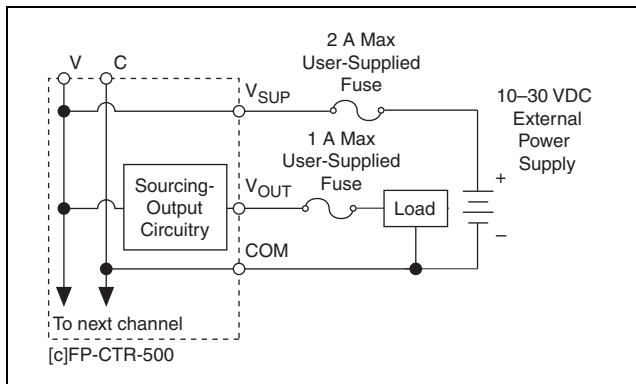 V
C
2 A Max
User-Supplied
Fuse
VSUP
10–30 VDC
External
Power
Supply
1 A Max
User-Supplied
Fuse
+
Sourcing-
Output
Circuitry
VOUT
Load
–
COM
To next channel
[c]FP-CTR-500